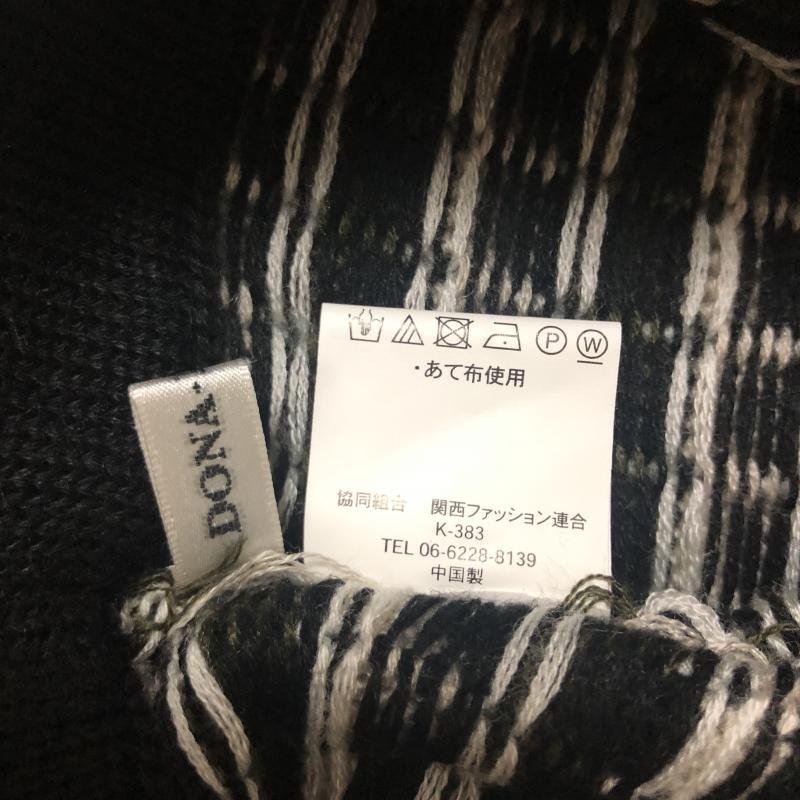 P W
・あて布使用
協同組合 関西ファッション連合
K-383
TEL 06-6228-8139
中国製
DONA